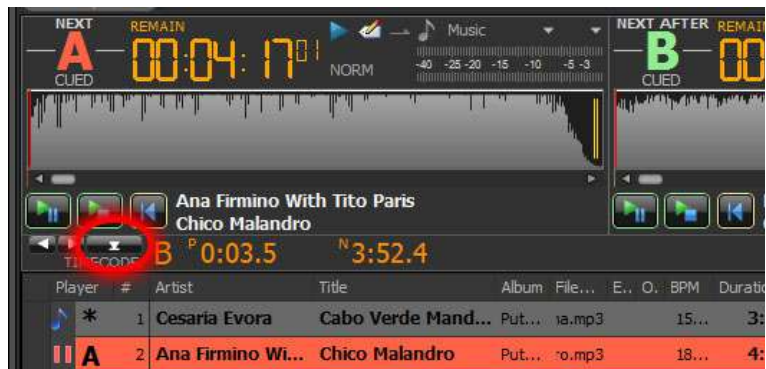 NEXT REMAIN Music NEXT AFTER REMAIN
A 00:04:17 01 B
CUED NORM -40 -25 -20 -15 -10 -5 -3 CUED
Ana Firmino With Tito Paris
Chico Malandro
TIMECODE B P 0:03.5 N 3:52.4
Player # Artist Title Album File... E.. O. BPM Duratio
* 1 Cesaria Evora Cabo Verde Mand... Put... ıa.mp3 15... 3:
A 2 Ana Firmino Wi... Chico Malandro Put... ro.mp3 18... 4: